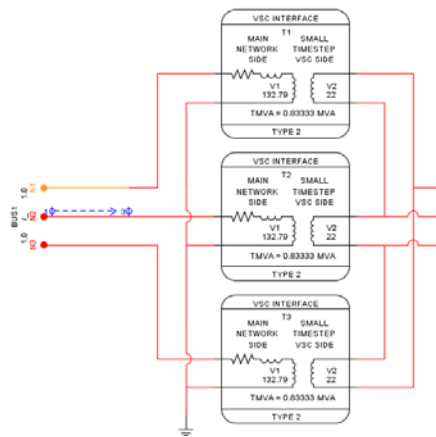 VSC INTERFACE
T1
MAIN SMALL
NETWORK TIMESTEP
SIDE VSC SIDE
V1
132.79
V2
22
TMVA = 0.83333 MVA
TYPE 2
VSC INTERFACE
T2
MAIN SMALL
NETWORK TIMESTEP
SIDE VSC SIDE
V1
132.79
V2
22
TMVA = 0.83333 MVA
TYPE 2
VSC INTERFACE
T3
MAIN SMALL
NETWORK TIMESTEP
SIDE VSC SIDE
V1
132.79
V2
22
TMVA = 0.83333 MVA
TYPE 2
BUS1
1.0
N1
N2
1.0
N3